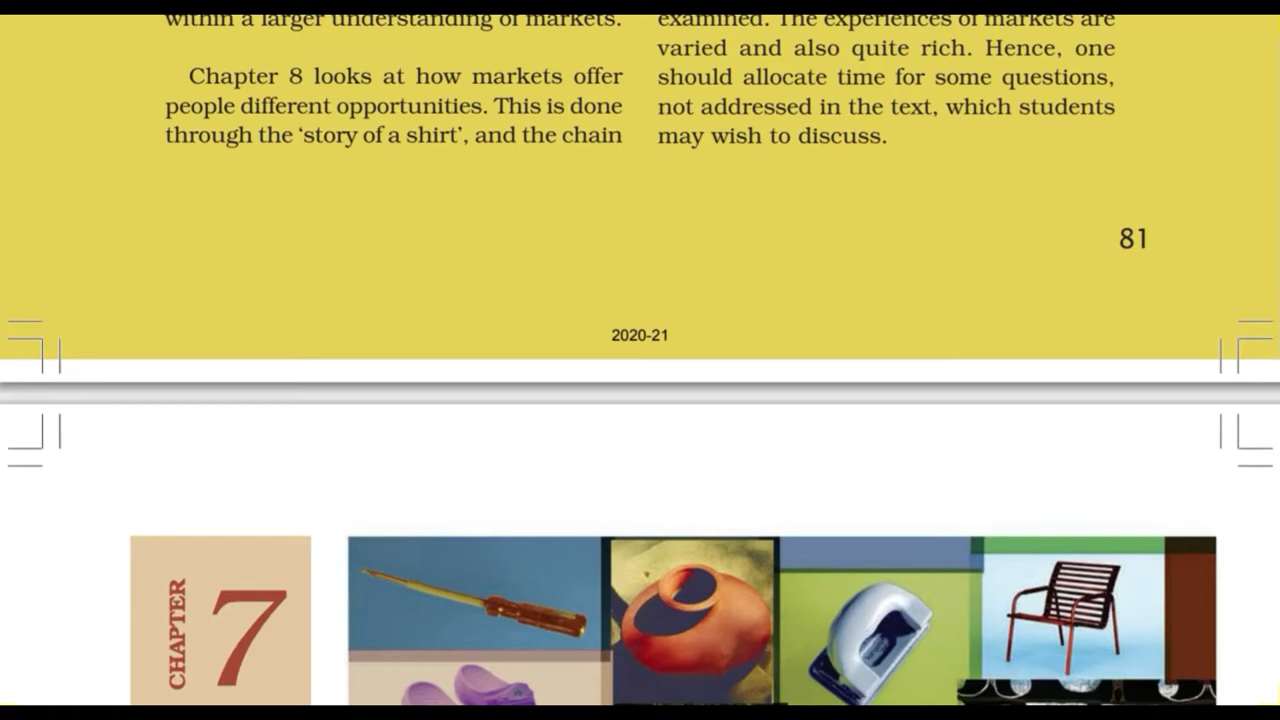 within a larger understanding of markets.
Chapter 8 looks at how markets offer
people different opportunities. This is done
through the ‘story of a shirt’, and the chain
examined. The experiences of markets are
varied and also quite rich. Hence, one
should allocate time for some questions,
not addressed in the text, which students
may wish to discuss.
81
2020-21
CHAPTER
7